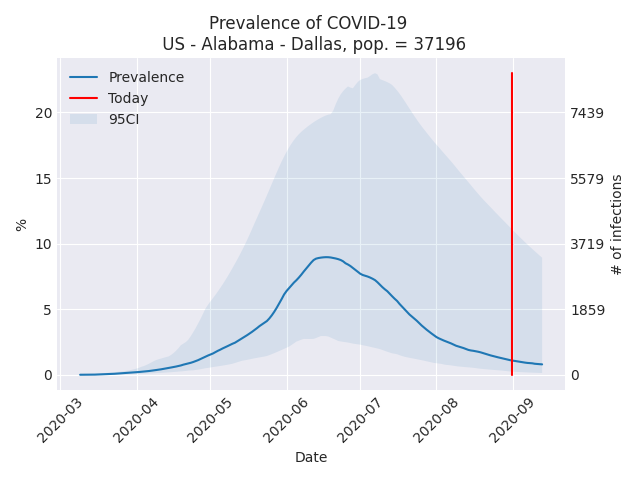 Prevalence of COVID-19
US - Alabama - Dallas, pop. = 37196
Prevalence
Today
95CI
%
20
15
10
5
0
7439
5579
3719
1859
0
# of infections
2020-03
2020-04
2020-05
2020-06
2020-07
2020-08
2020-09
Date